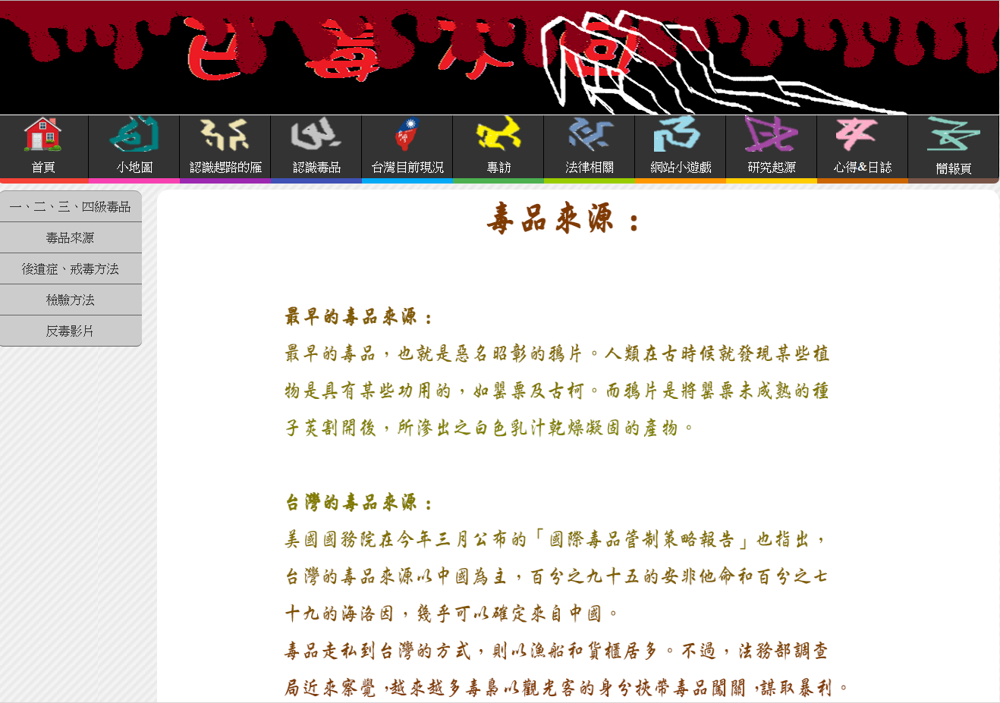 首頁
小地圖
認識趕路的雁
認識毒品
台灣目前現況
專訪
法律相關
網站小遊戲
研究起源
心得&日誌
簡報頁
一、二、三、四級毒品
毒品來源
後遺症、戒毒方法
檢驗方法
反毒影片
毒品來源：
最早的毒品來源：
最早的毒品，也就是惡名昭彰的鴉片。人類在古時候就發現某些植
物是具有某些功用的，如罌粟及古柯。而鴉片是將罌粟未成熟的種
子莢割開後，所滲出之白色乳汁乾燥凝固的產物。
台灣的毒品來源：
美國國務院在今年三月公布的「國際毒品管制策略報告」也指出，
台灣的毒品來源以中國為主，百分之九十五的安非他命和百分之七
十九的海洛因，幾乎可以確定來自中國。
毒品走私到台灣的方式，則以漁船和貨櫃居多。不過，法務部調查
局近來察覺，越來越多毒梟以觀光客的身分挾帶毒品闖關，謀取暴利。